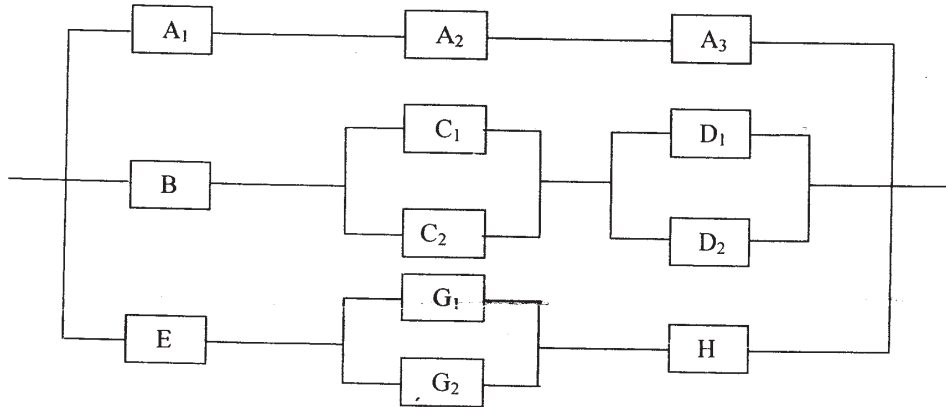 A₁ A₂ A₃
C₁ D₁
B
C₂ D₂
G₁
E H
G₂